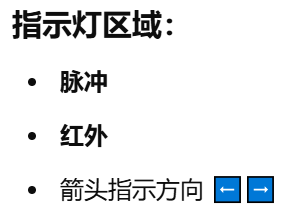 指示灯区域：
• 脉冲
• 红外
• 箭头指示方向 ← →